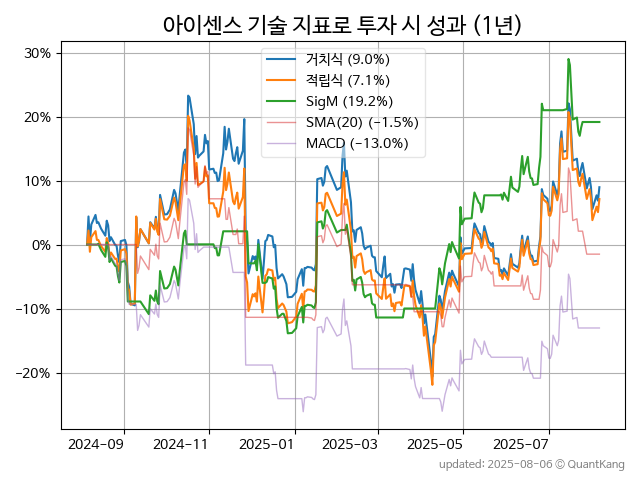 아이센스 기술 지표로 투자 시 성과 (1년)
거치식 (9.0%)
적립식 (7.1%)
SigM (19.2%)
SMA(20) (−1.5%)
MACD (−13.0%)
30%
20%
10%
0%
−10%
−20%
2024-09 2024-11 2025-01 2025-03 2025-05 2025-07
updated: 2025-08-06 ⓒ QuantKang